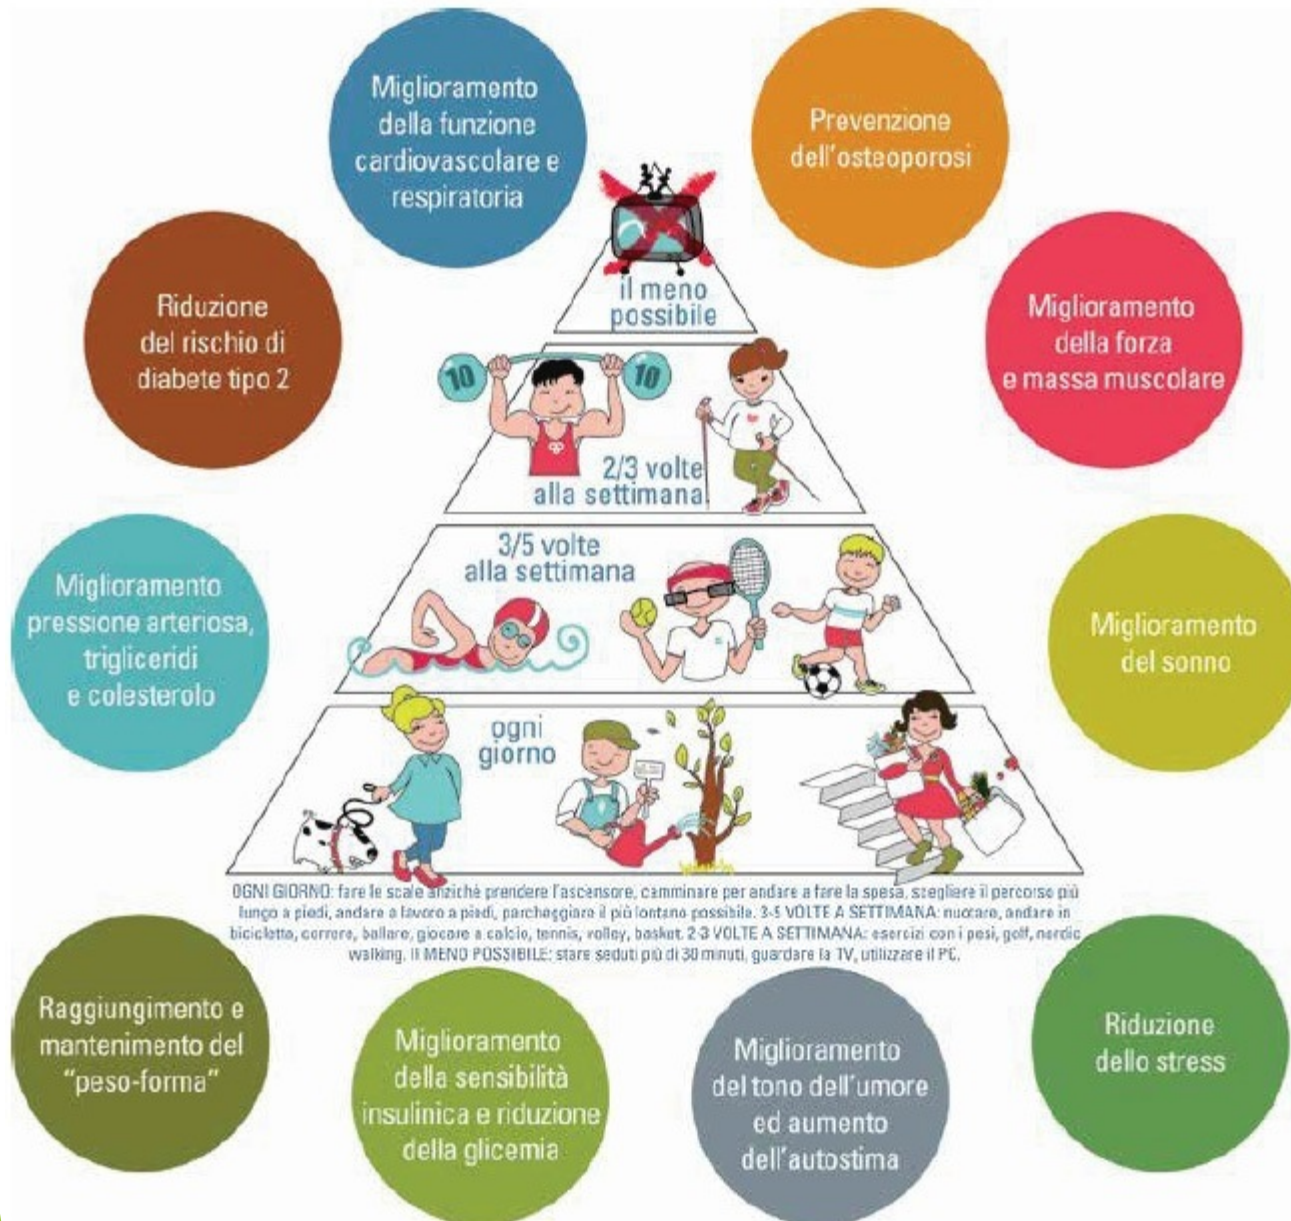 Miglioramento
della funzione
cardiovascolare e
respiratoria
Prevenzione
dell'osteoporosi
Riduzione
del rischio di
diabete tipo 2
il meno
possibile
Miglioramento
della forza
e massa muscolare
10
10
2/3 volte
alla settimana
Miglioramento
pressione arteriosa,
trigliceridi
e colesterolo
3/5 volte
alla settimana
Miglioramento
del sonno
ogni
giorno
OGNI GIORNO: fare le scale anziché prendere l'ascensore, camminare per andare a fare la spesa, scegliere il percorso più
lungo a piedi, andare a lavoro a piedi, parcheggiare il più lontano possibile. 3-5 VOLTE A SETTIMANA: nuotare, andare in
bicicletta, correre, ballare, giocare a calcio, tennis, volley, basket. 2-3 VOLTE A SETTIMANA: esercizi con i pesi, golf, nordic
walking. Il MENO POSSIBILE: stare seduti più di 30 minuti, guardare la TV, utilizzare il PC.
Raggiungimento e
mantenimento del
"peso-forma"
Miglioramento
della sensibilità
insulinica e riduzione
della glicemia
Miglioramento
del tono dell'umore
ed aumento
dell'autostima
Riduzione
dello stress